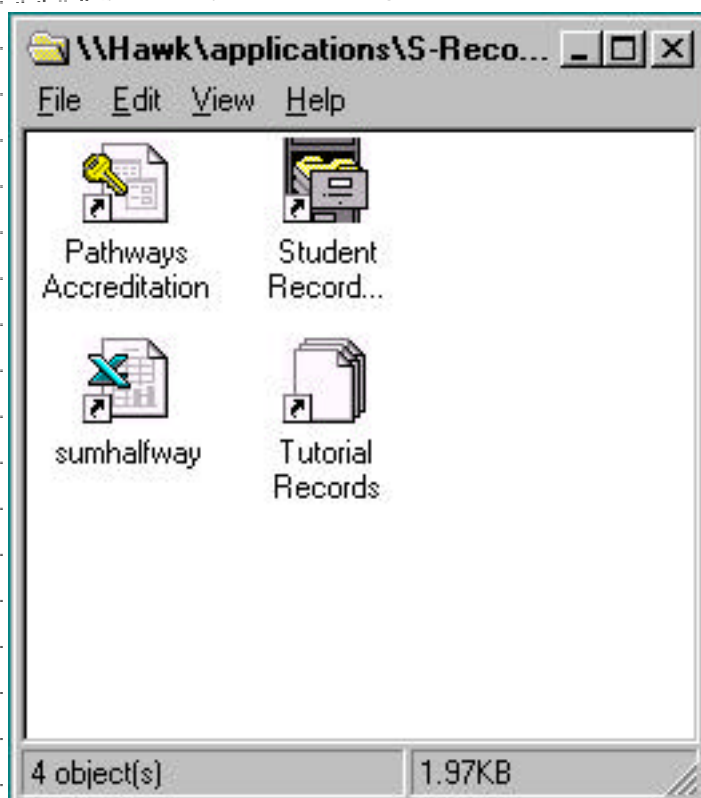 \\Hawk\applications\S-Reco...
File Edit View Help
Pathways
Accreditation
Student
Record...
sumhalfway
Tutorial
Records
4 object(s) 1.97KB